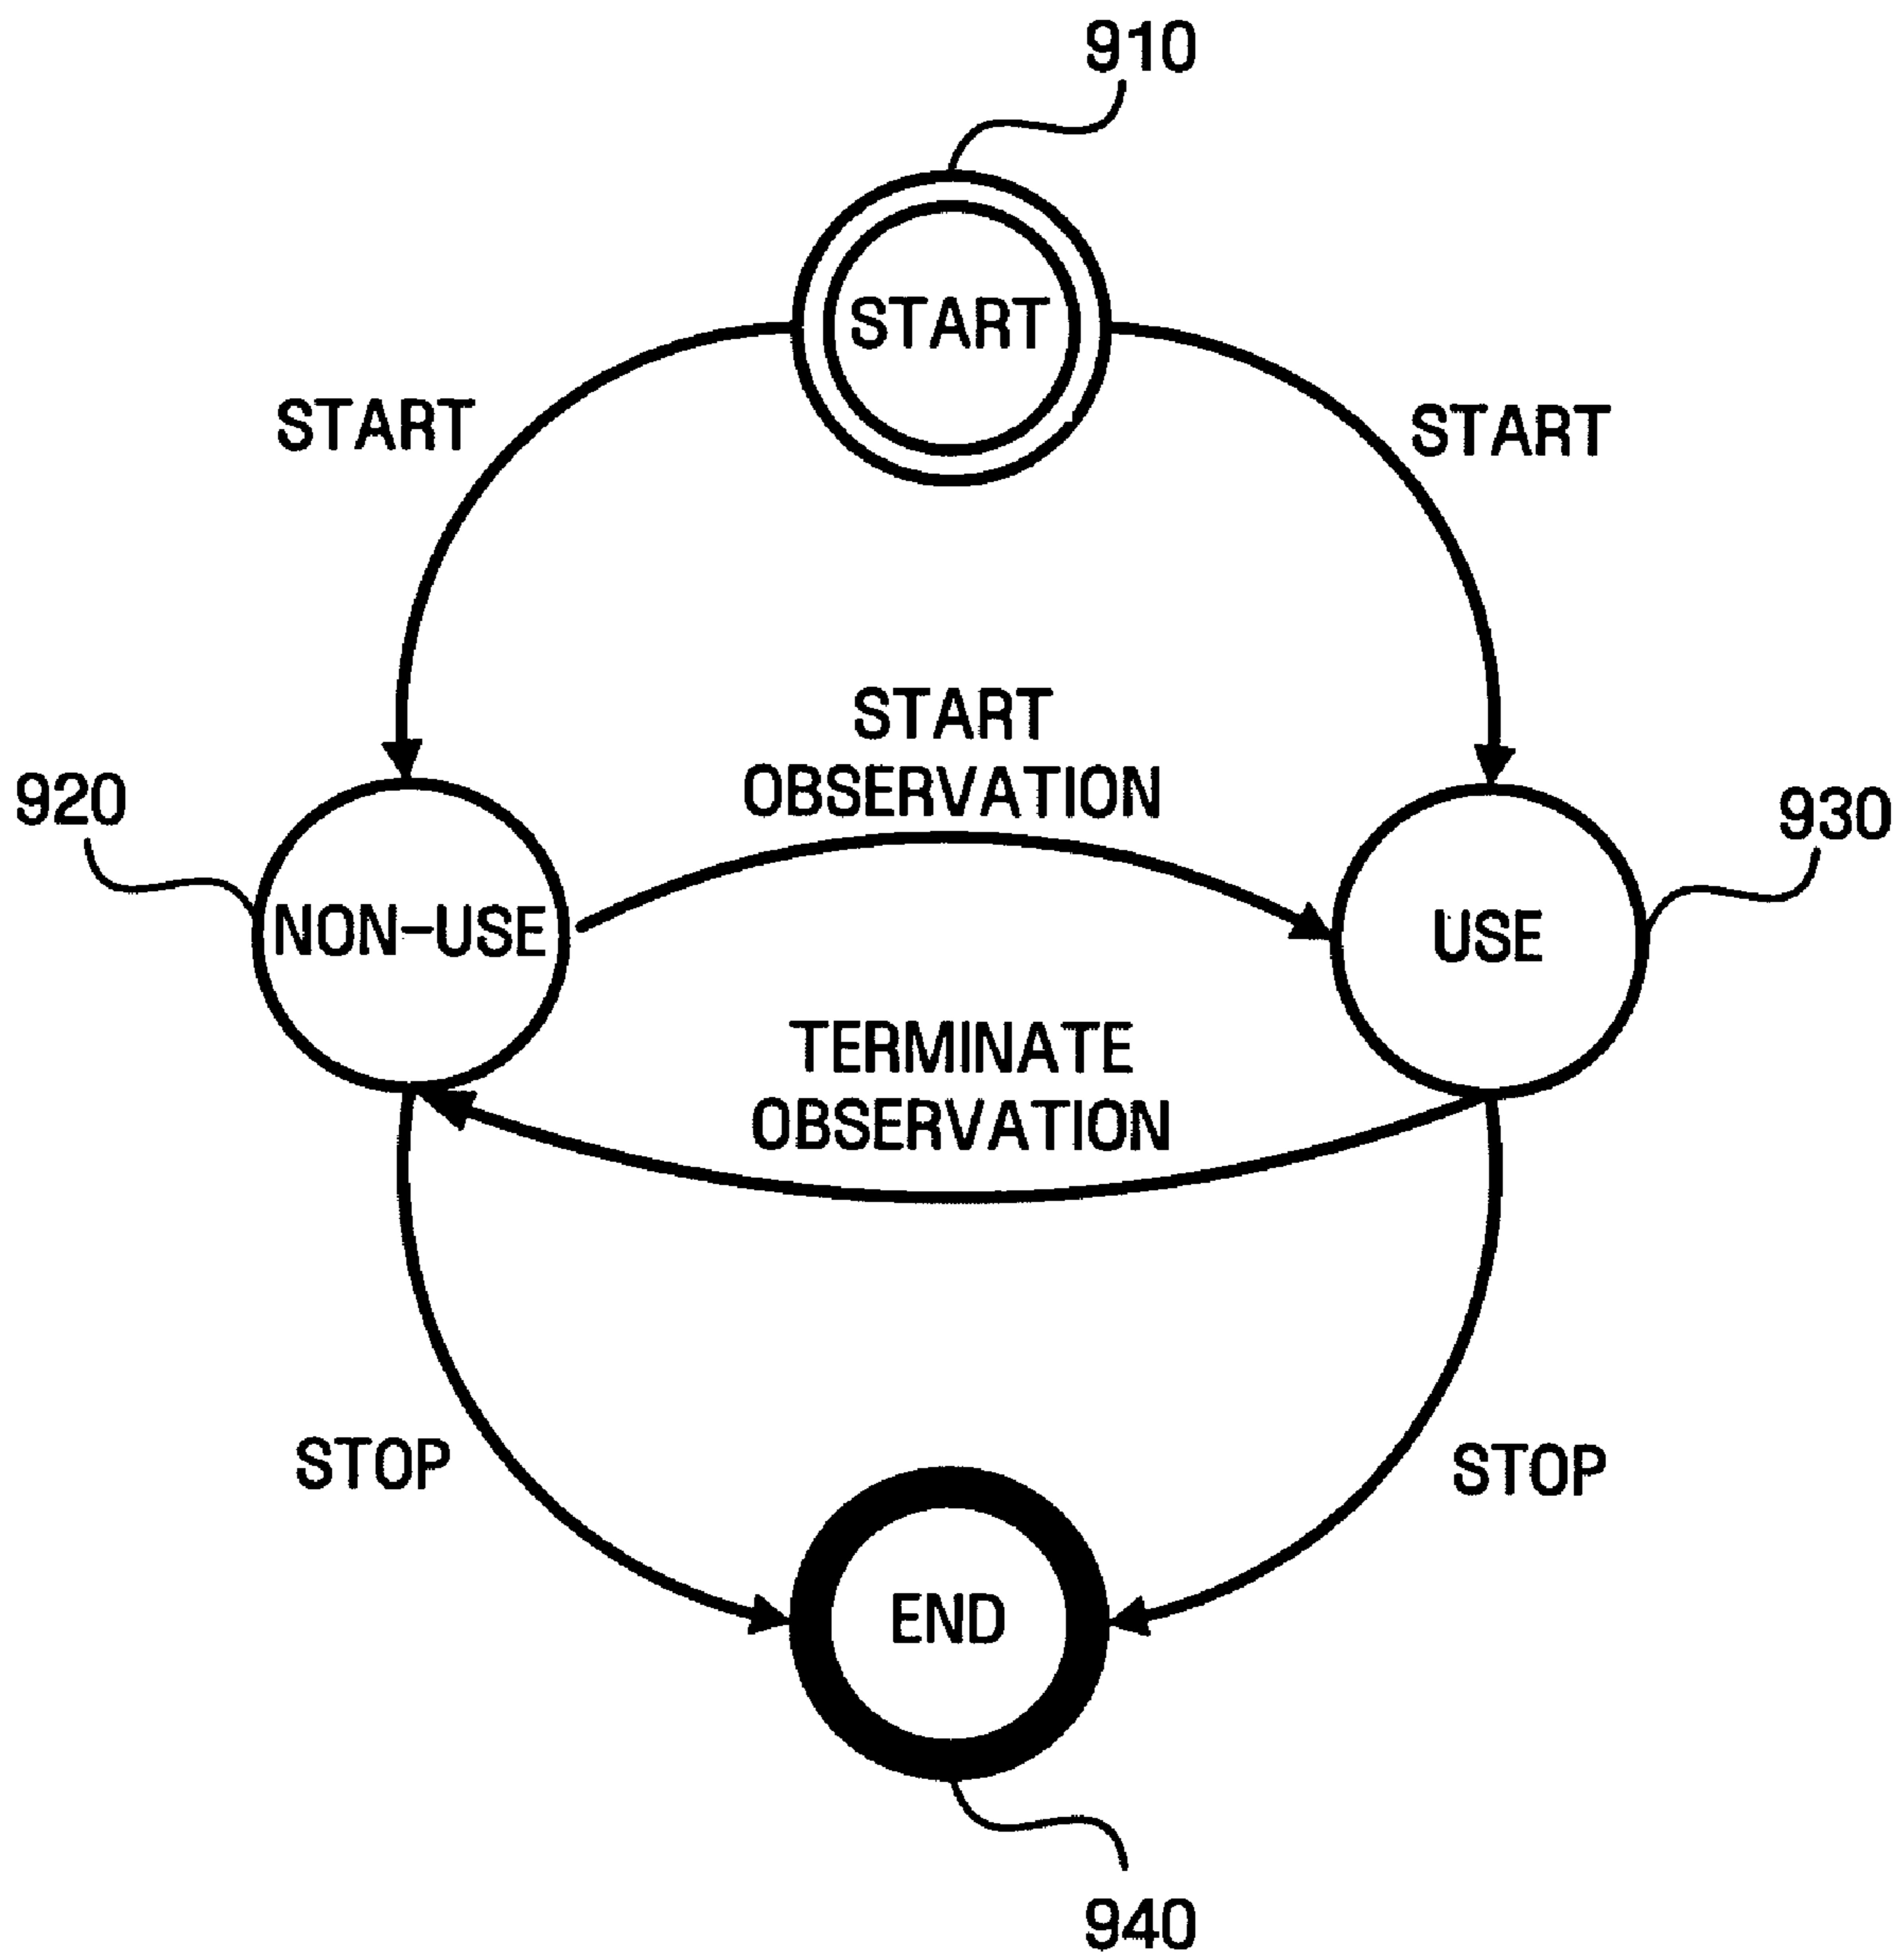 910
START
START
START
START
OBSERVATION
920
930
NON-USE
USE
TERMINATE
OBSERVATION
STOP
STOP
END
940